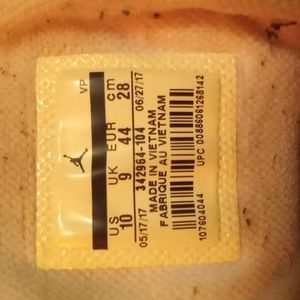 VP
US UK EUR cm
10 9 44 28
05/17/17 342964-104 06/27/17
MADE IN VIETNAM
FABRIQUE AU VIETNAM
UPC 00886061268142
107604044